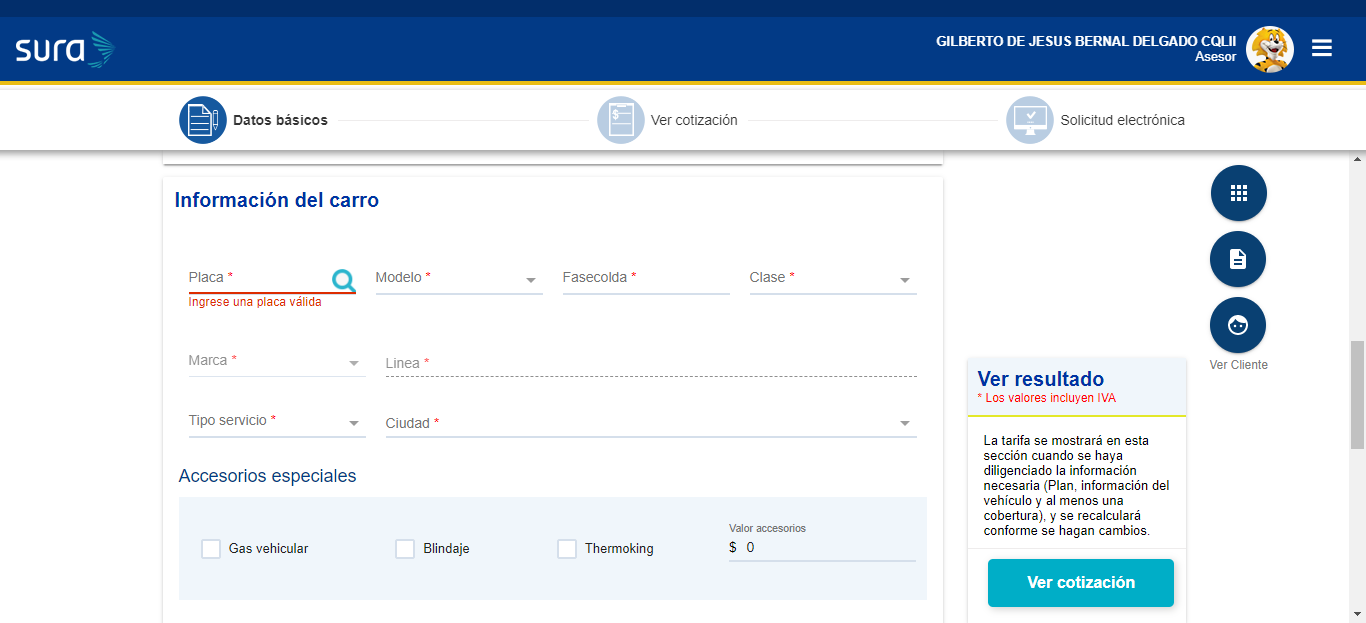 sura
GILBERTO DE JESUS BERNAL DELGADO CQLII
Asesor
Datos básicos
Ver cotización
Solicitud electrónica
Información del carro
Placa *
Modelo *
Fasecolda *
Clase *
Ingrese una placa válida
Marca *
Linea *
Tipo servicio *
Ciudad *
Accesorios especiales
Gas vehicular
Blindaje
Thermoking
Valor accesorios
$ 0
Ver Cliente
Ver resultado
* Los valores incluyen IVA
La tarifa se mostrará en esta
sección cuando se haya
diligenciado la información
necesaria (Plan, información del
vehículo y al menos una
cobertura), y se recalculará
conforme se hagan cambios.
Ver cotización